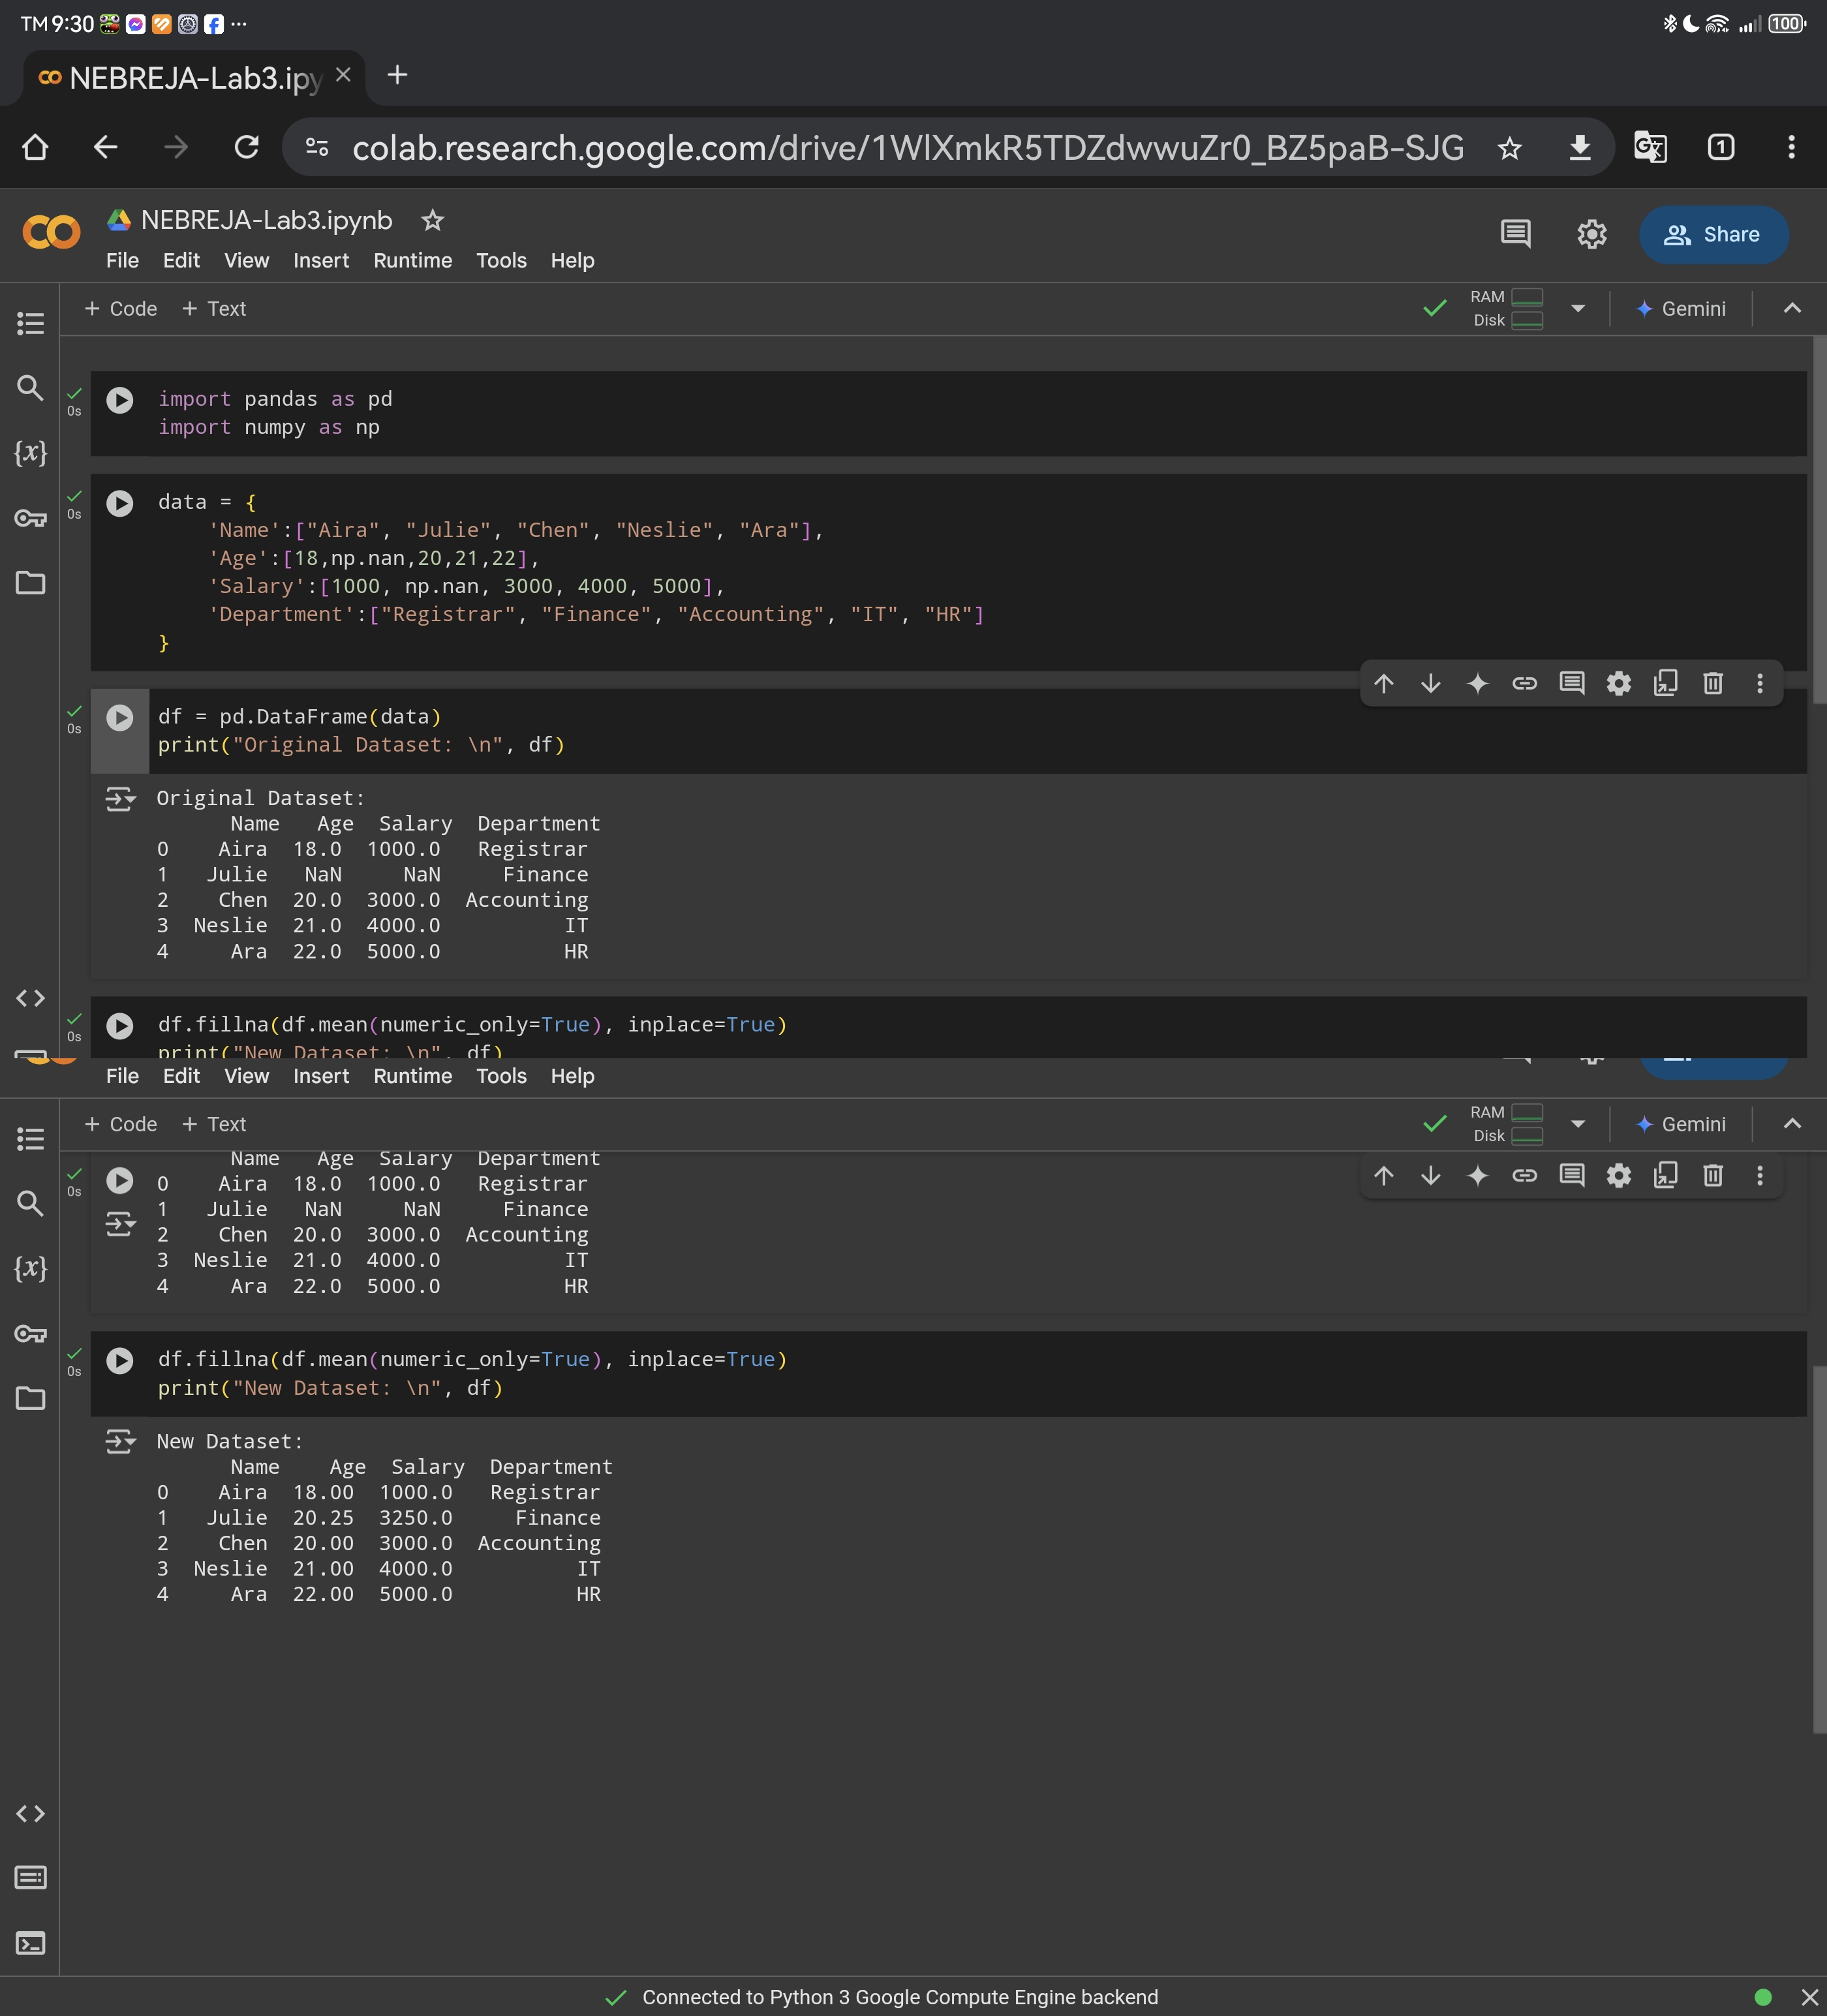 TM 9:30 ... 100
NEBREJA-Lab3.ipy
colab.research.google.com/drive/1WlXmkR5TDZdwwuZr0_BZ5paB-SJG 1
NEBREJA-Lab3.ipynb
Share
File Edit View Insert Runtime Tools Help
+ Code + Text
RAM
Disk
Gemini
0s
import pandas as pd
import numpy as np
0s
data = {
'Name':["Aira", "Julie", "Chen", "Neslie", "Ara"],
'Age':[18,np.nan,20,21,22],
'Salary':[1000, np.nan, 3000, 4000, 5000],
'Department':["Registrar", "Finance", "Accounting", "IT", "HR"]
}
0s
df = pd.DataFrame(data)
print("Original Dataset: \n", df)
Original Dataset:
Name Age Salary Department
0 Aira 18.0 1000.0 Registrar
1 Julie NaN NaN Finance
2 Chen 20.0 3000.0 Accounting
3 Neslie 21.0 4000.0 IT
4 Ara 22.0 5000.0 HR
0s
df.fillna(df.mean(numeric_only=True), inplace=True)
print("New Dataset: \n", df)
File Edit View Insert Runtime Tools Help
+ Code + Text
RAM
Disk
Gemini
0s
Name Age Salary Department
0 Aira 18.0 1000.0 Registrar
1 Julie NaN NaN Finance
2 Chen 20.0 3000.0 Accounting
3 Neslie 21.0 4000.0 IT
4 Ara 22.0 5000.0 HR
0s
df.fillna(df.mean(numeric_only=True), inplace=True)
print("New Dataset: \n", df)
New Dataset:
Name Age Salary Department
0 Aira 18.00 1000.0 Registrar
1 Julie 20.25 3250.0 Finance
2 Chen 20.00 3000.0 Accounting
3 Neslie 21.00 4000.0 IT
4 Ara 22.00 5000.0 HR
Connected to Python 3 Google Compute Engine backend